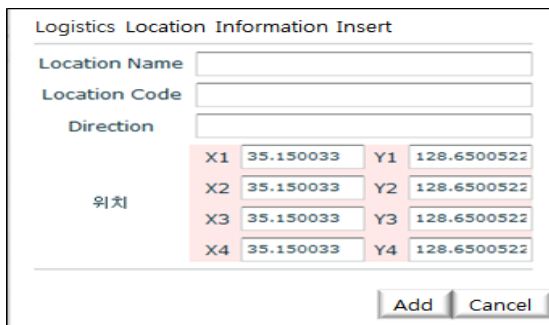 Logistics Location Information Insert
Location Name
Location Code
Direction
위치
X1 35.150033 Y1 128.6500522
X2 35.150033 Y2 128.6500522
X3 35.150033 Y3 128.6500522
X4 35.150033 Y4 128.6500522
Add Cancel